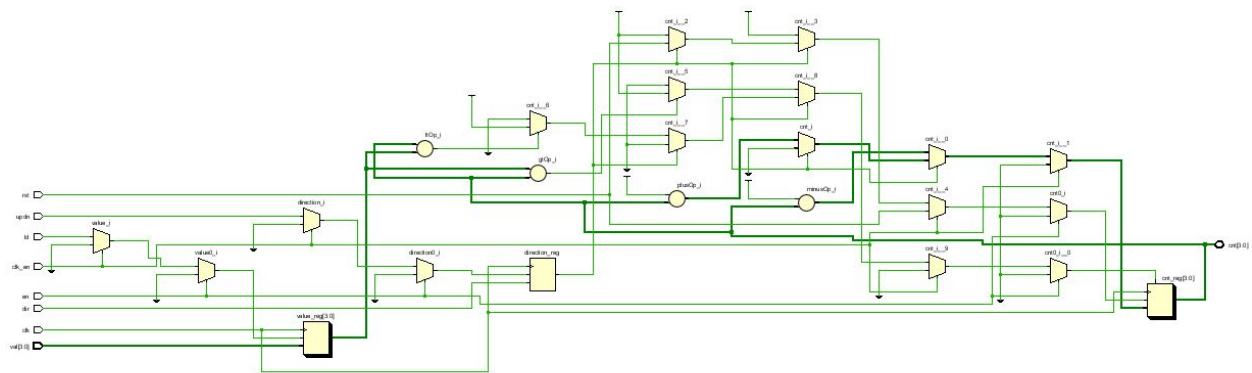 cnt_i__2
cnt_i__3
cnt_i__5
cnt_i__8
cnt_i__6
cnt_i__7
cnt_i
ltOp_i
cnt_i__0
cnt_i__1
gtOp_i
plusOp_i
minusOp_i
rst
cnt_i__4
cnt0_i
direction_i
updn
value_i
ld
cnt[3:0]
value0_i
direction0_i
direction_reg
cnt_i__9
cnt0_i__0
clk_en
cnt_reg[3:0]
en
dir
value_reg[3:0]
clk
val[3:0]